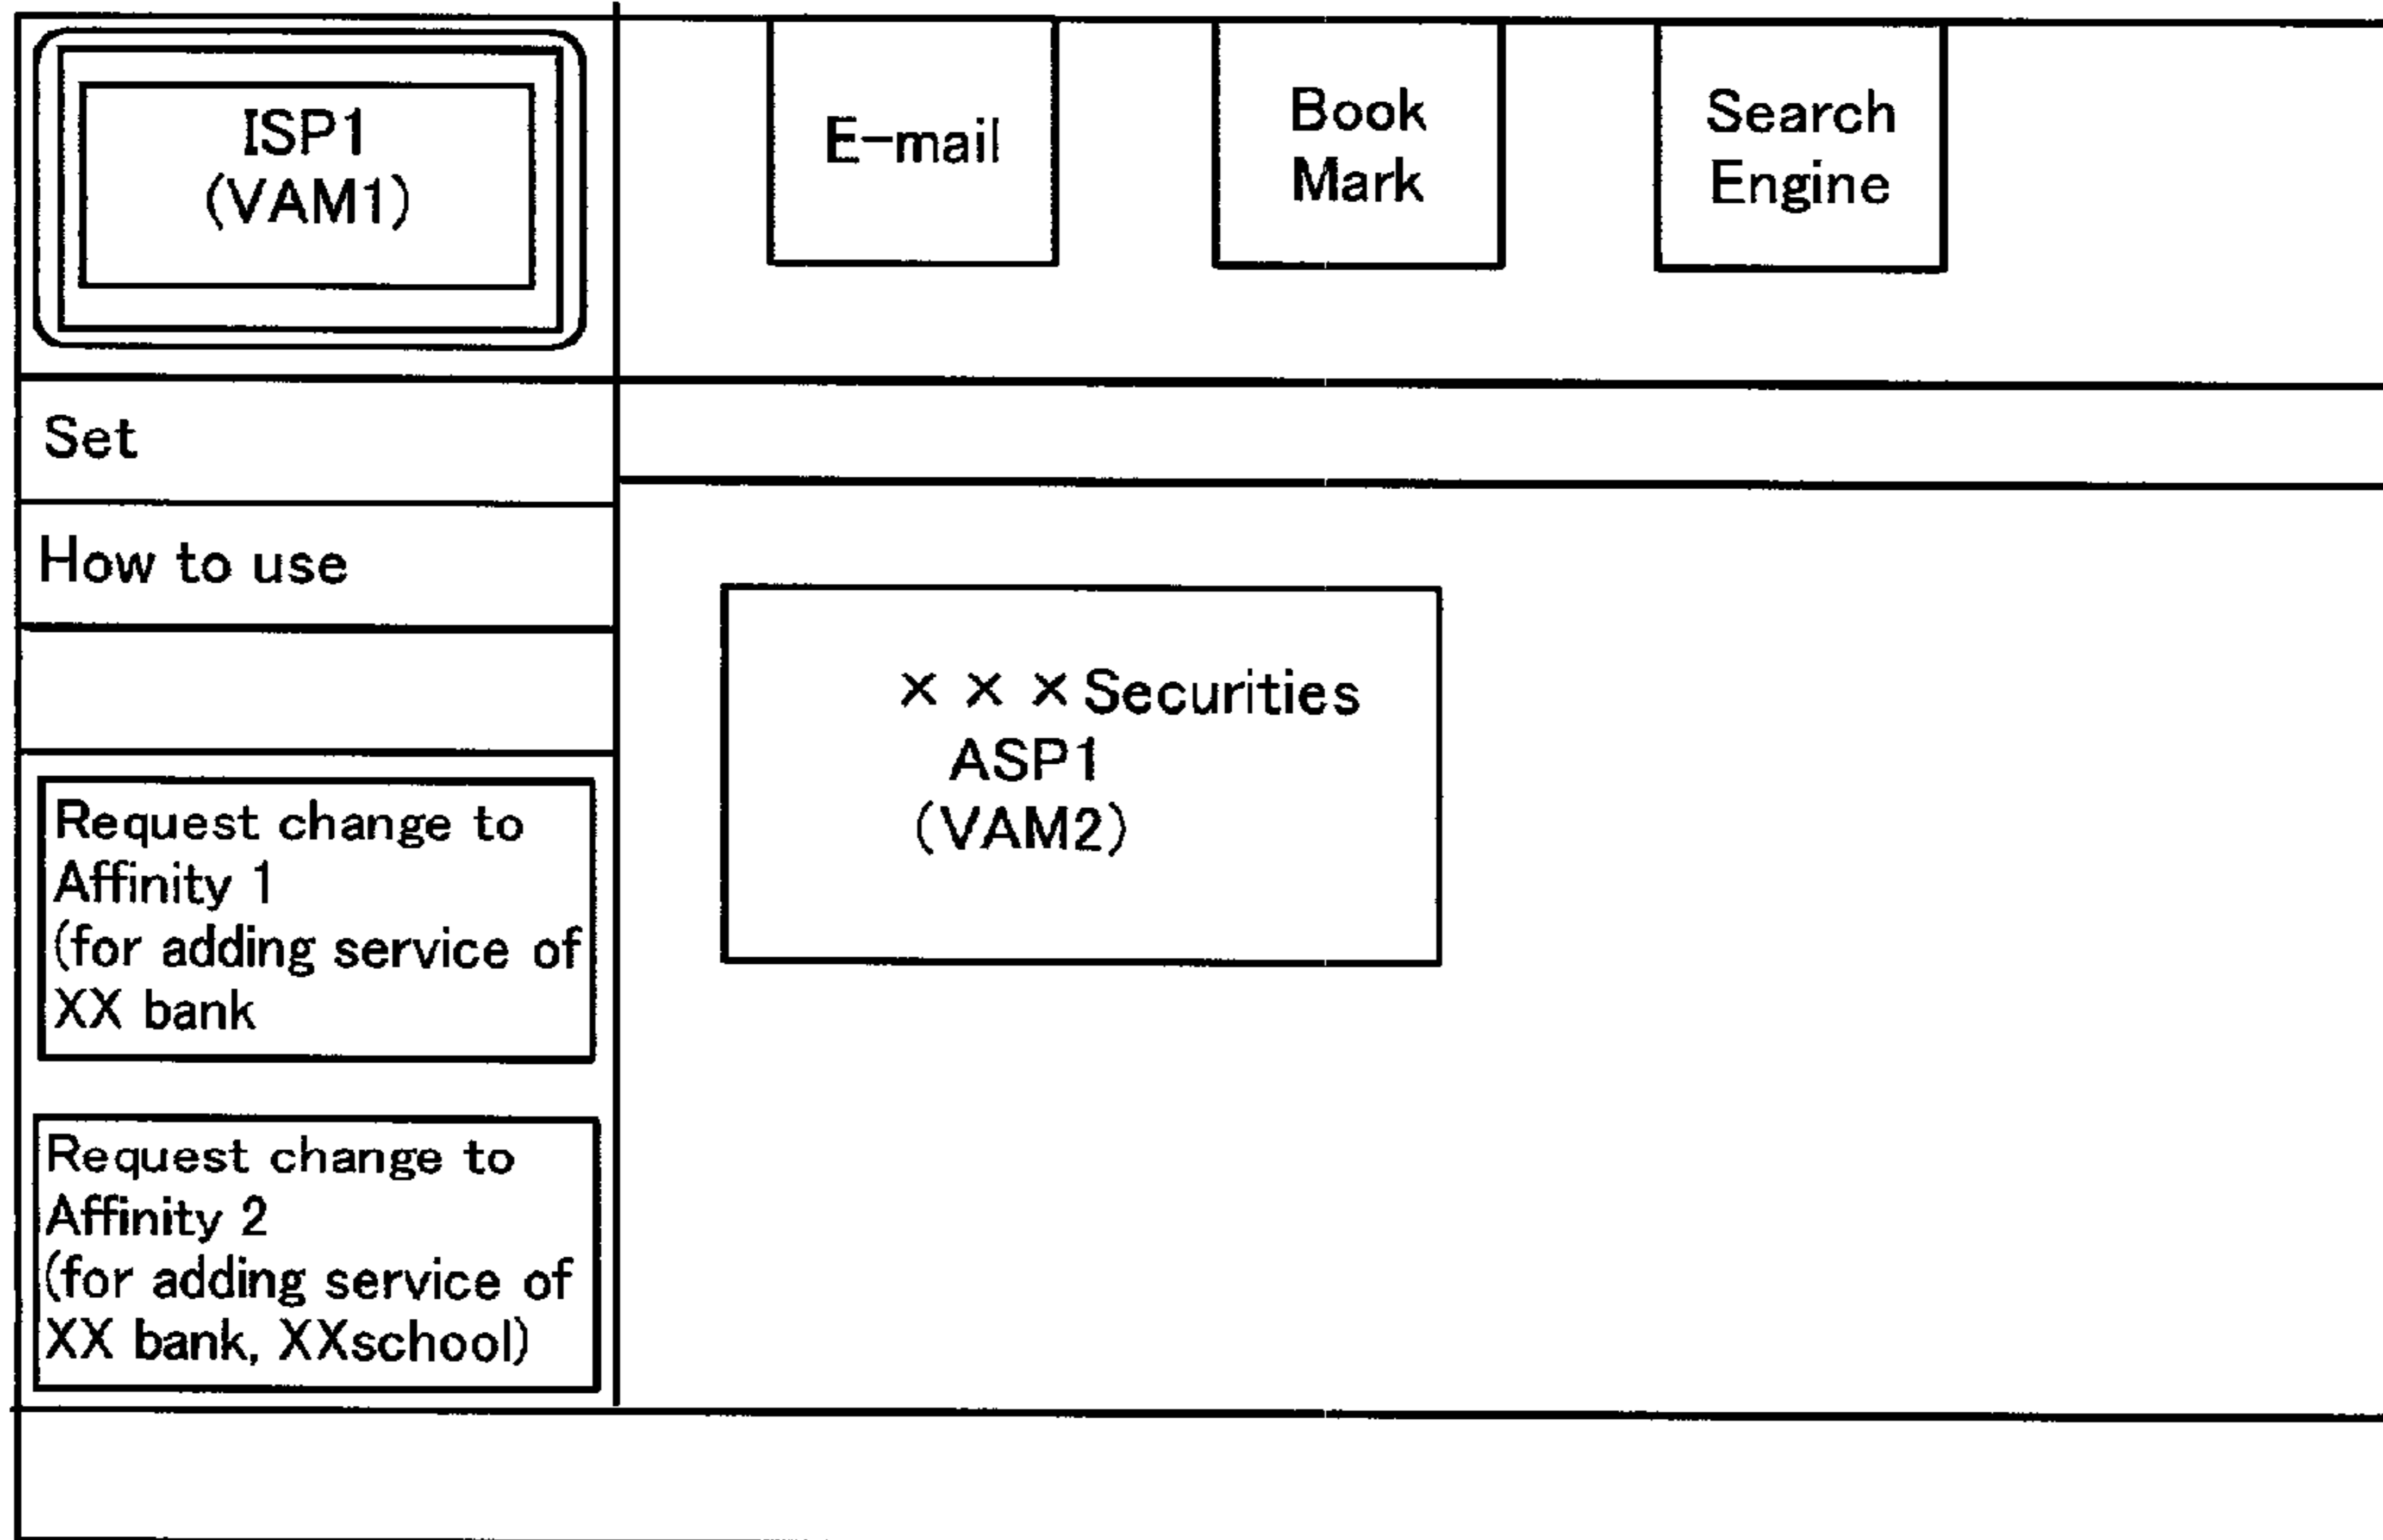 ISP1
(VAM1)
E-mail
Book
Mark
Search
Engine
Set
How to use
× × × Securities
ASP1
(VAM2)
Request change to
Affinity 1
(for adding service of
XX bank
Request change to
Affinity 2
(for adding service of
XX bank, XXschool)